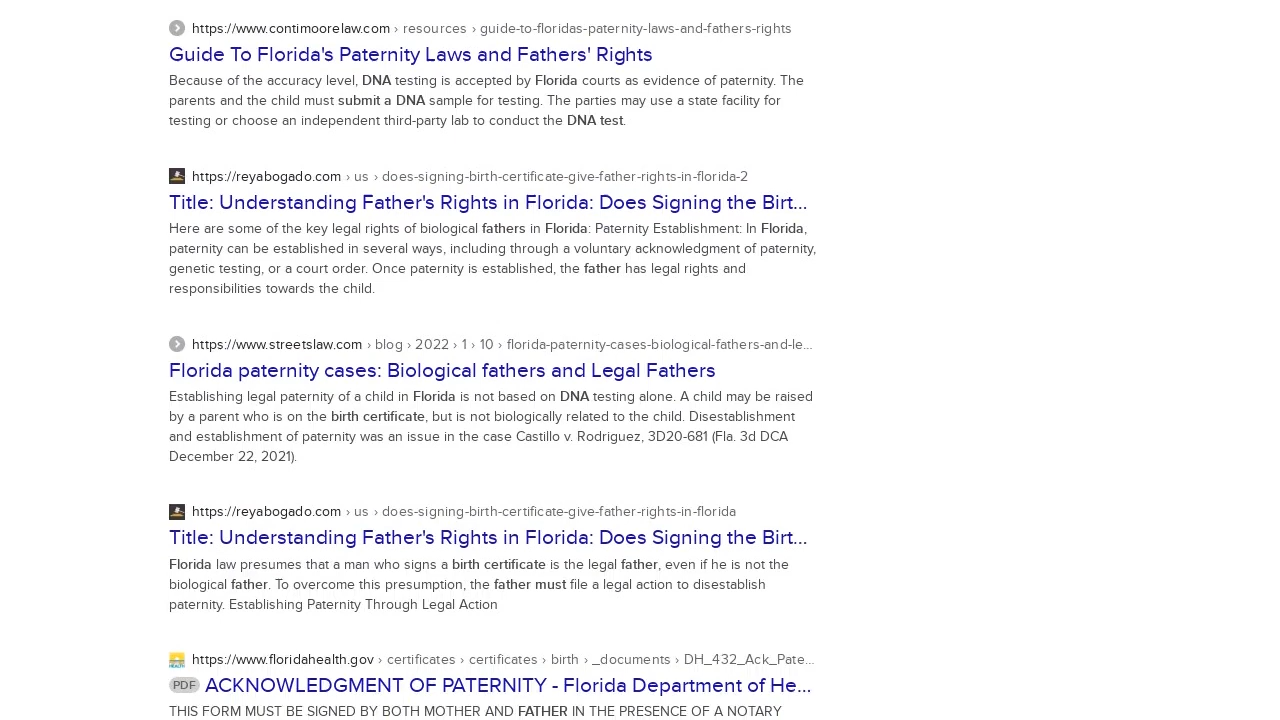 https://www.contimoorelaw.com › resources › guide-to-floridas-paternity-laws-and-fathers-rights
Guide To Florida's Paternity Laws and Fathers' Rights
Because of the accuracy level, DNA testing is accepted by Florida courts as evidence of paternity. The
parents and the child must submit a DNA sample for testing. The parties may use a state facility for
testing or choose an independent third-party lab to conduct the DNA test.
https://reyabogado.com › us › does-signing-birth-certificate-give-father-rights-in-florida-2
Title: Understanding Father's Rights in Florida: Does Signing the Birt...
Here are some of the key legal rights of biological fathers in Florida: Paternity Establishment: In Florida,
paternity can be established in several ways, including through a voluntary acknowledgment of paternity,
genetic testing, or a court order. Once paternity is established, the father has legal rights and
responsibilities towards the child.
https://www.streetslaw.com › blog › 2022 › 1 › 10 › florida-paternity-cases-biological-fathers-and-le...
Florida paternity cases: Biological fathers and Legal Fathers
Establishing legal paternity of a child in Florida is not based on DNA testing alone. A child may be raised
by a parent who is on the birth certificate, but is not biologically related to the child. Disestablishment
and establishment of paternity was an issue in the case Castillo v. Rodriguez, 3D20-681 (Fla. 3d DCA
December 22, 2021).
https://reyabogado.com › us › does-signing-birth-certificate-give-father-rights-in-florida
Title: Understanding Father's Rights in Florida: Does Signing the Birt...
Florida law presumes that a man who signs a birth certificate is the legal father, even if he is not the
biological father. To overcome this presumption, the father must file a legal action to disestablish
paternity. Establishing Paternity Through Legal Action
https://www.floridahealth.gov › certificates › certificates › birth › _documents › DH_432_Ack_Pate...
PDF ACKNOWLEDGMENT OF PATERNITY - Florida Department of He...
THIS FORM MUST BE SIGNED BY BOTH MOTHER AND FATHER IN THE PRESENCE OF A NOTARY